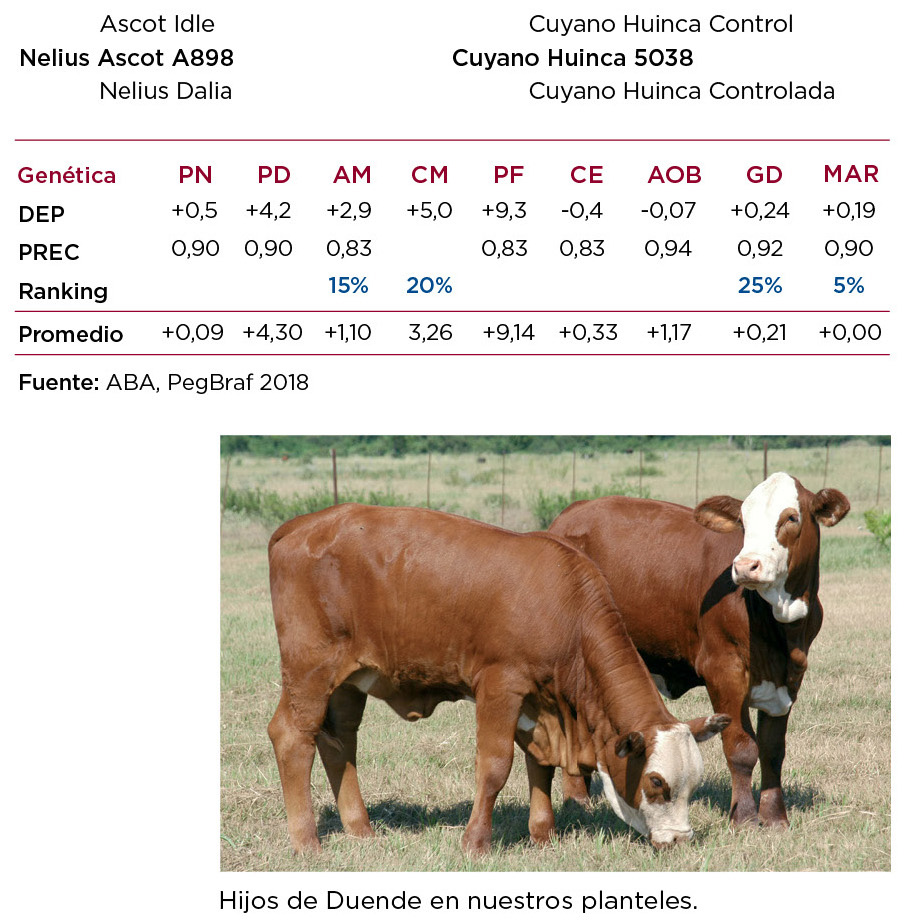 Ascot Idle
Nelius Ascot A898
Nelius Dalia
Cuyano Huinca Control
Cuyano Huinca 5038
Cuyano Huinca Controlada
Genética PN PD AM CM PF CE AOB GD MAR
DEP +0,5 +4,2 +2,9 +5,0 +9,3 -0,4 -0,07 +0,24 +0,19
PREC 0,90 0,90 0,83 0,83 0,83 0,94 0,92 0,90
Ranking 15% 20% 25% 5%
Promedio +0,09 +4,30 +1,10 3,26 +9,14 +0,33 +1,17 +0,21 +0,00
Fuente: ABA, PegBraf 2018
Hijos de Duende en nuestros planteles.